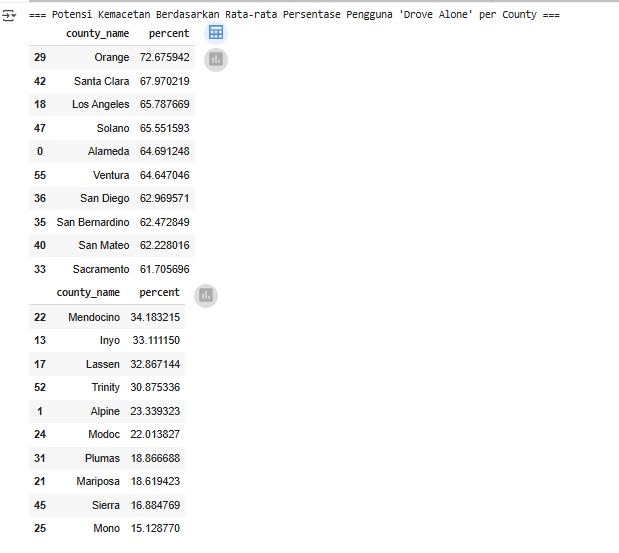 === Potensi Kemacetan Berdasarkan Rata-rata Persentase Pengguna 'Drove Alone' per County ===
county_name percent
29 Orange 72.675942
42 Santa Clara 67.970219
18 Los Angeles 65.787669
47 Solano 65.551593
0 Alameda 64.691248
55 Ventura 64.647046
36 San Diego 62.969571
35 San Bernardino 62.472849
40 San Mateo 62.228016
33 Sacramento 61.705696
county_name percent
22 Mendocino 34.183215
13 Inyo 33.111150
17 Lassen 32.867144
52 Trinity 30.875336
1 Alpine 23.339323
24 Modoc 22.013827
31 Plumas 18.866688
21 Mariposa 18.619423
45 Sierra 16.884769
25 Mono 15.128770